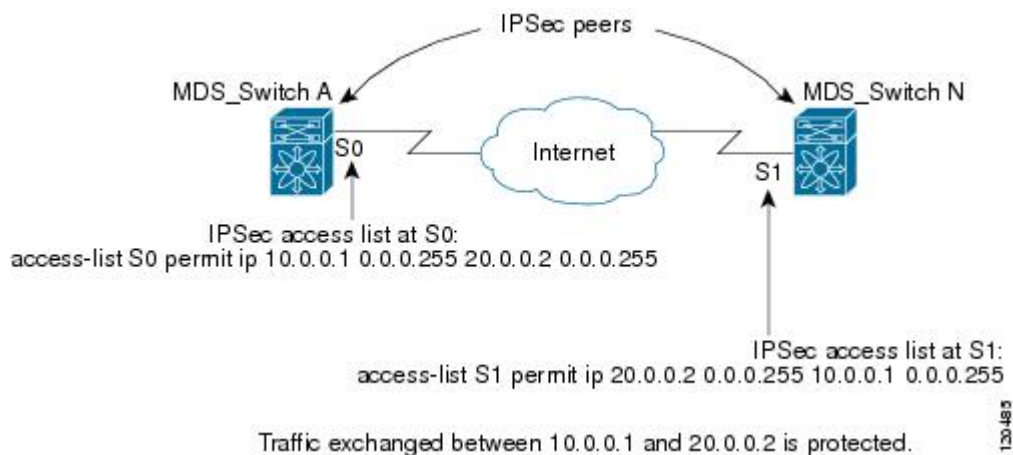 IPSec peers
MDS_Switch A
MDS_Switch N
S0
Internet
S1
IPSec access list at S0:
access-list S0 permit ip 10.0.0.1 0.0.0.255 20.0.0.2 0.0.0.255
IPSec access list at S1:
access-list S1 permit ip 20.0.0.2 0.0.0.255 10.0.0.1 0.0.0.255
Traffic exchanged between 10.0.0.1 and 20.0.0.2 is protected.
120485